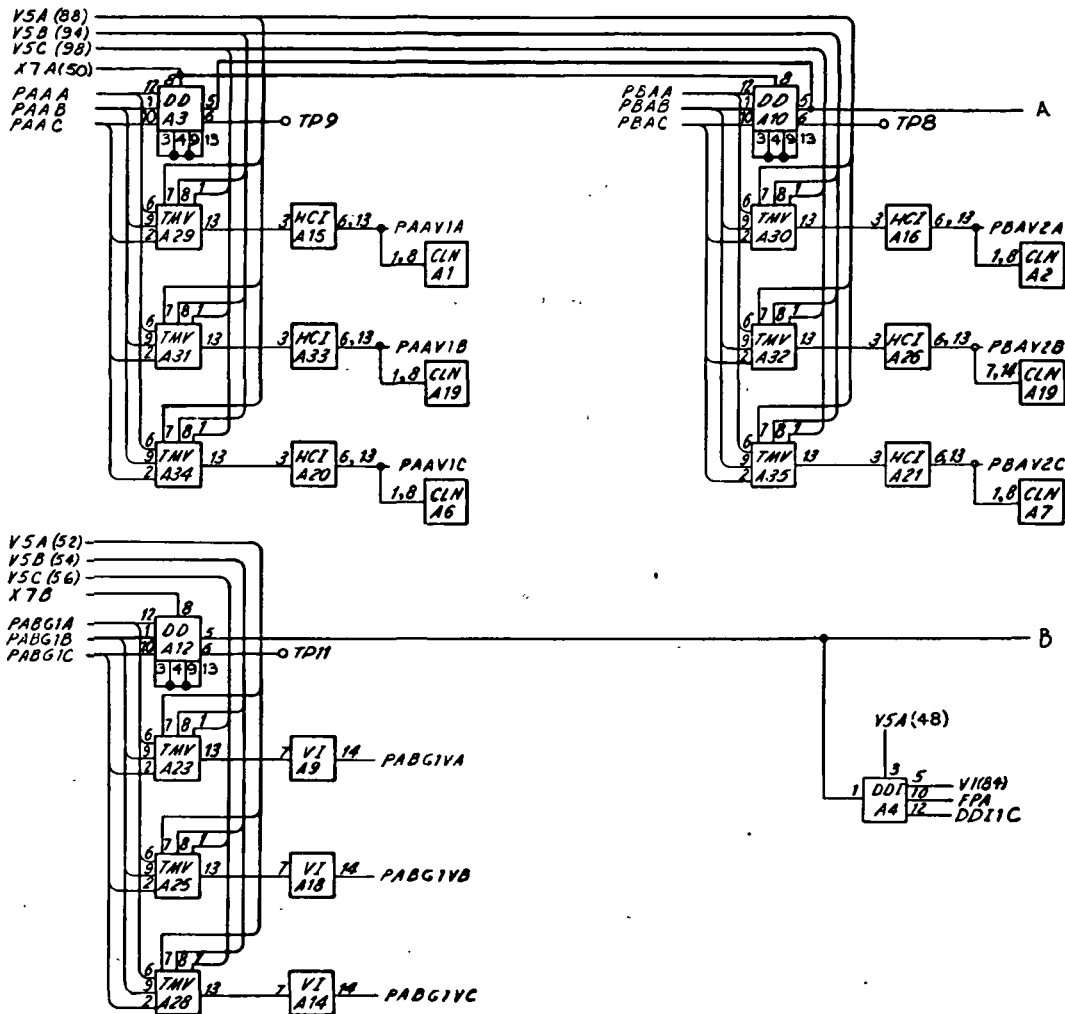 V5A (88)
V5B (94)
V5C (98)
X7A (50)
PAAA
PAAB
PAAC
12
1
10
8
DD
A3
5
6
3 4 9 13
TP9
PBAA
PBAB
PBAC
12
1
10
8
DD
A10
5
6
3 4 9 13
TP8
A
7 8 1
6
9
2
TMV
A29
13
3
HCI
A15
6,13
PAAV1A
1,8
CLN
A1
7 8 1
6
9
2
TMV
A30
13
3
HCI
A16
6,13
PBAV2A
1,8
CLN
A2
7 8 1
6
9
2
TMV
A31
13
3
HCI
A33
6,13
PAAV1B
1,8
CLN
A19
7 8 1
6
9
2
TMV
A32
13
3
HCI
A26
6,13
PBAV2B
7,14
CLN
A19
7 8 1
6
9
2
TMV
A34
13
3
HCI
A20
6,13
PAAV1C
1,8
CLN
A6
7 8 1
6
9
2
TMV
A35
13
3
HCI
A21
6,13
PBAV2C
1,8
CLN
A7
V5A (52)
V5B (54)
V5C (56)
X7B
PABG1A
PABG1B
PABG1C
12
1
10
8
DD
A12
5
6
3 4 9 13
TP11
B
7 8 1
6
9
2
TMV
A23
13
7
VI
A9
14
PABG1VA
V5A (48)
3
1
DDI
A4
5
10
12
V1(84)
FPA
DDI1C
7 8 1
6
9
2
TMV
A25
13
7
VI
A18
14
PABG1VB
7 8 1
6
9
2
TMV
A28
13
7
VI
A14
14
PABG1VC